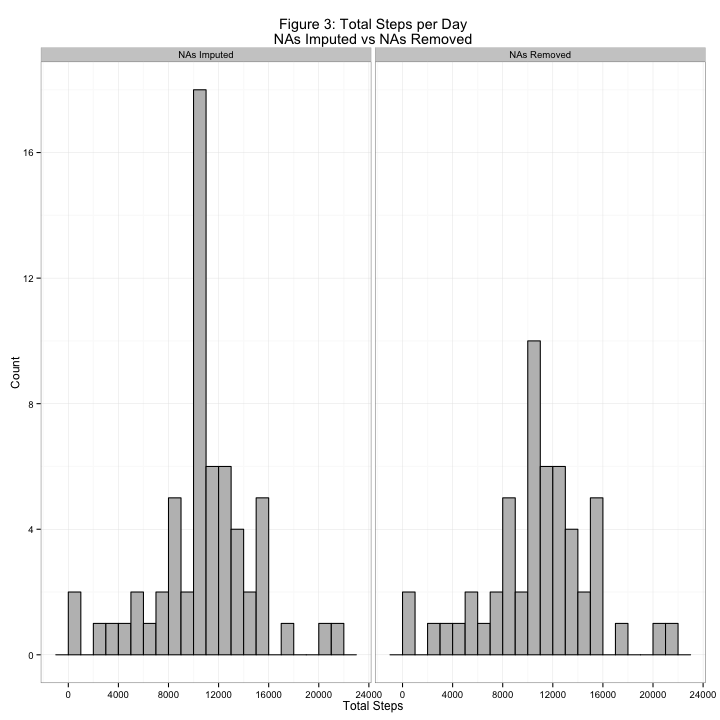 Figure 3: Total Steps per Day
NAs Imputed vs NAs Removed
NAs Imputed
NAs Removed
16
12
8
4
0
Count
0 4000 8000 12000 16000 20000 24000
0 4000 8000 12000 16000 20000 24000
Total Steps